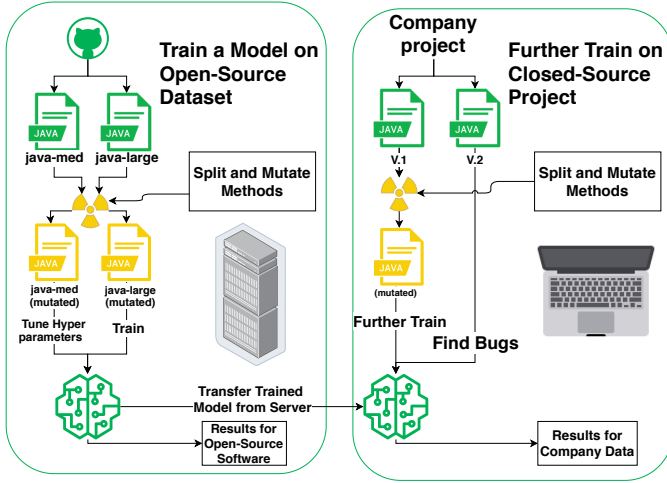 Train a Model on
Open-Source
Dataset
JAVA
JAVA
java-med
java-large
Split and Mutate
Methods
JAVA
JAVA
java-med
(mutated)
java-large
(mutated)
Tune Hyper
parameters
Train
Transfer Trained
Model from Server
Results for
Open-Source
Software
Company
project
Further Train on
Closed-Source
Project
JAVA
JAVA
V.1
V.2
Split and Mutate
Methods
JAVA
(mutated)
Further Train
Find Bugs
Results for
Company Data